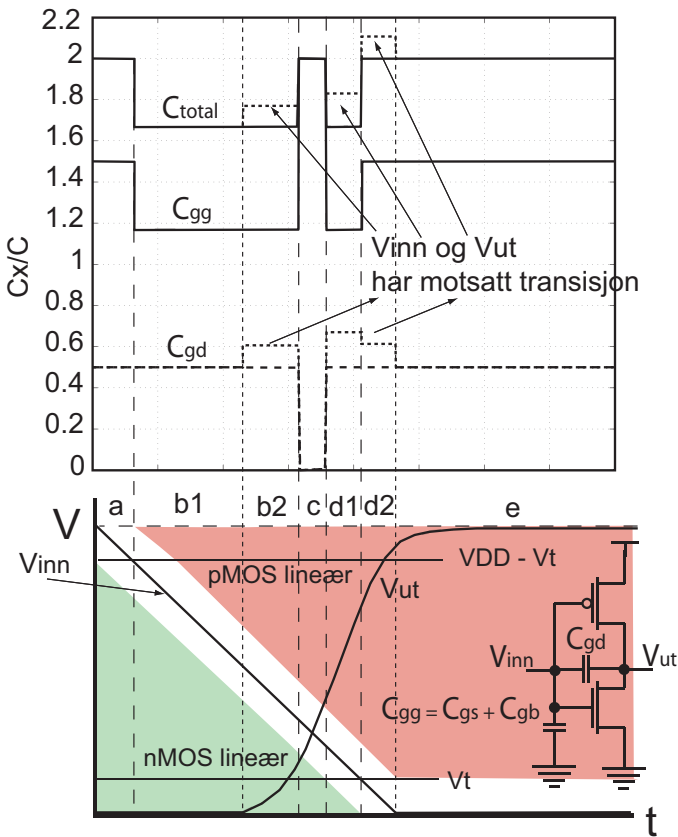 2.2
2
1.8
1.6
1.4
1.2
1
0.8
0.6
0.4
0.2
0
Cx/C
Ctotal
Cgg
Vinn og Vut
har motsatt transisjon
Cgd
a b1 b2 c d1 d2 e
V
Vinn
pMOS lineær
VDD - Vt
Vut
Cgd
Vinn
Vut
Cgg = Cgs + Cgb
nMOS lineær
Vt
t